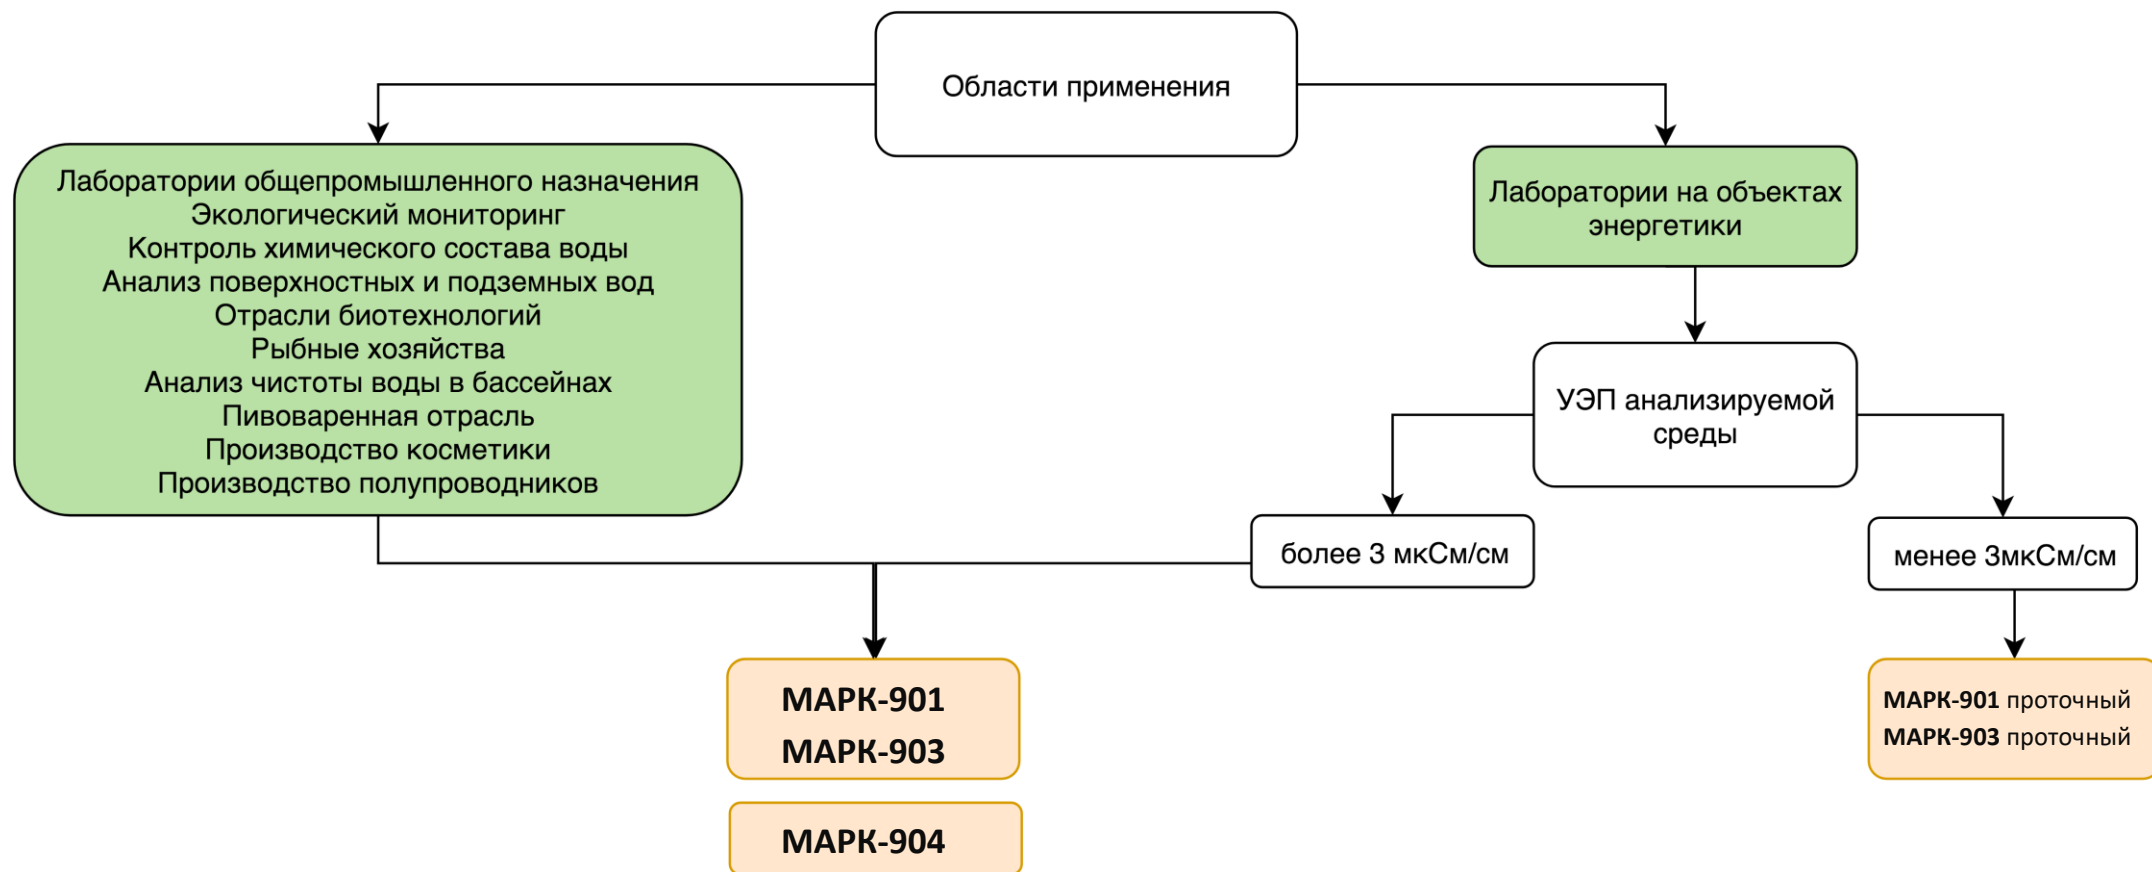 Области применения
Лаборатории общепромышленного назначения
Экологический мониторинг
Контроль химического состава воды
Анализ поверхностных и подземных вод
Отрасли биотехнологий
Рыбные хозяйства
Анализ чистоты воды в бассейнах
Пивоваренная отрасль
Производство косметики
Производство полупроводников
Лаборатории на объектах
энергетики
УЭП анализируемой
среды
более 3 мкСм/см
менее 3мкСм/см
МАРК-901
МАРК-903
МАРК-904
МАРК-901 проточный
МАРК-903 проточный